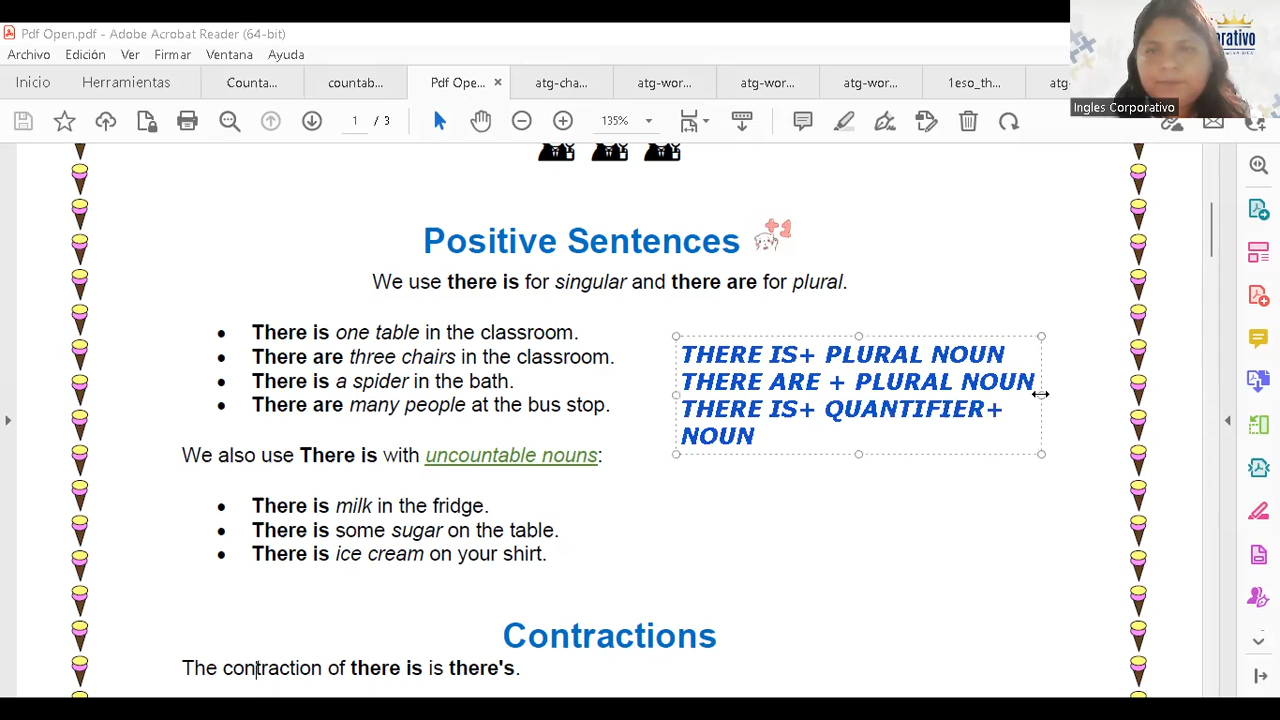 Pdf Open.pdf - Adobe Acrobat Reader (64-bit)
Archivo Edición Ver Firmar Ventana Ayuda
Inicio Herramientas Counta... countab... Pdf Ope... × atg-cha... atg-wor... atg-wor... atg-wor... 1eso_th...
Ingles Corporativo
1 / 3 135%
Positive Sentences +1
We use there is for singular and there are for plural.
• There is one table in the classroom.
• There are three chairs in the classroom.
• There is a spider in the bath.
• There are many people at the bus stop.
THERE IS+ PLURAL NOUN
THERE ARE + PLURAL NOUN
THERE IS+ QUANTIFIER+
NOUN
We also use There is with uncountable nouns:
• There is milk in the fridge.
• There is some sugar on the table.
• There is ice cream on your shirt.
Contractions
The contraction of there is is there's.